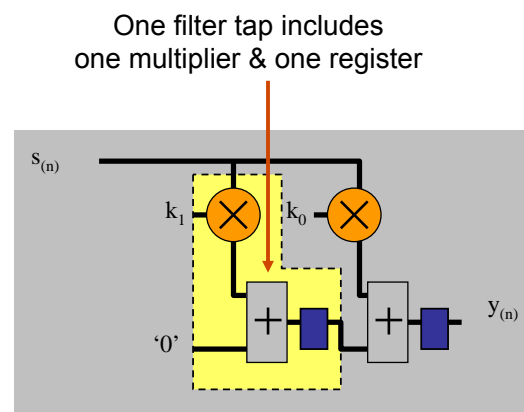 One filter tap includes
one multiplier & one register
s(n)
k1
k0
+
+
‘0’
y(n)